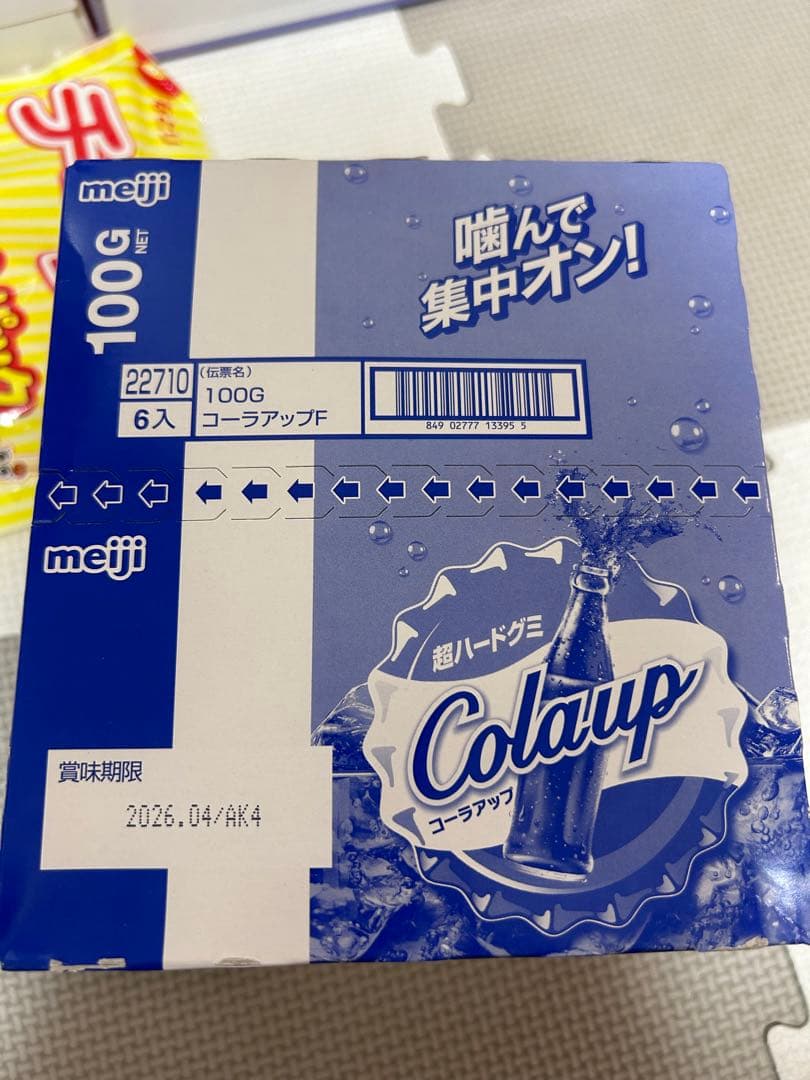 チ
meiji
100G NET
噛んで
集中オン!
22710
6入
(伝票名)
100G
コーラアップF
849 02777 13395 5
meiji
超ハードグミ
Colaup
コーラアップ
賞味期限
2026.04/AK4